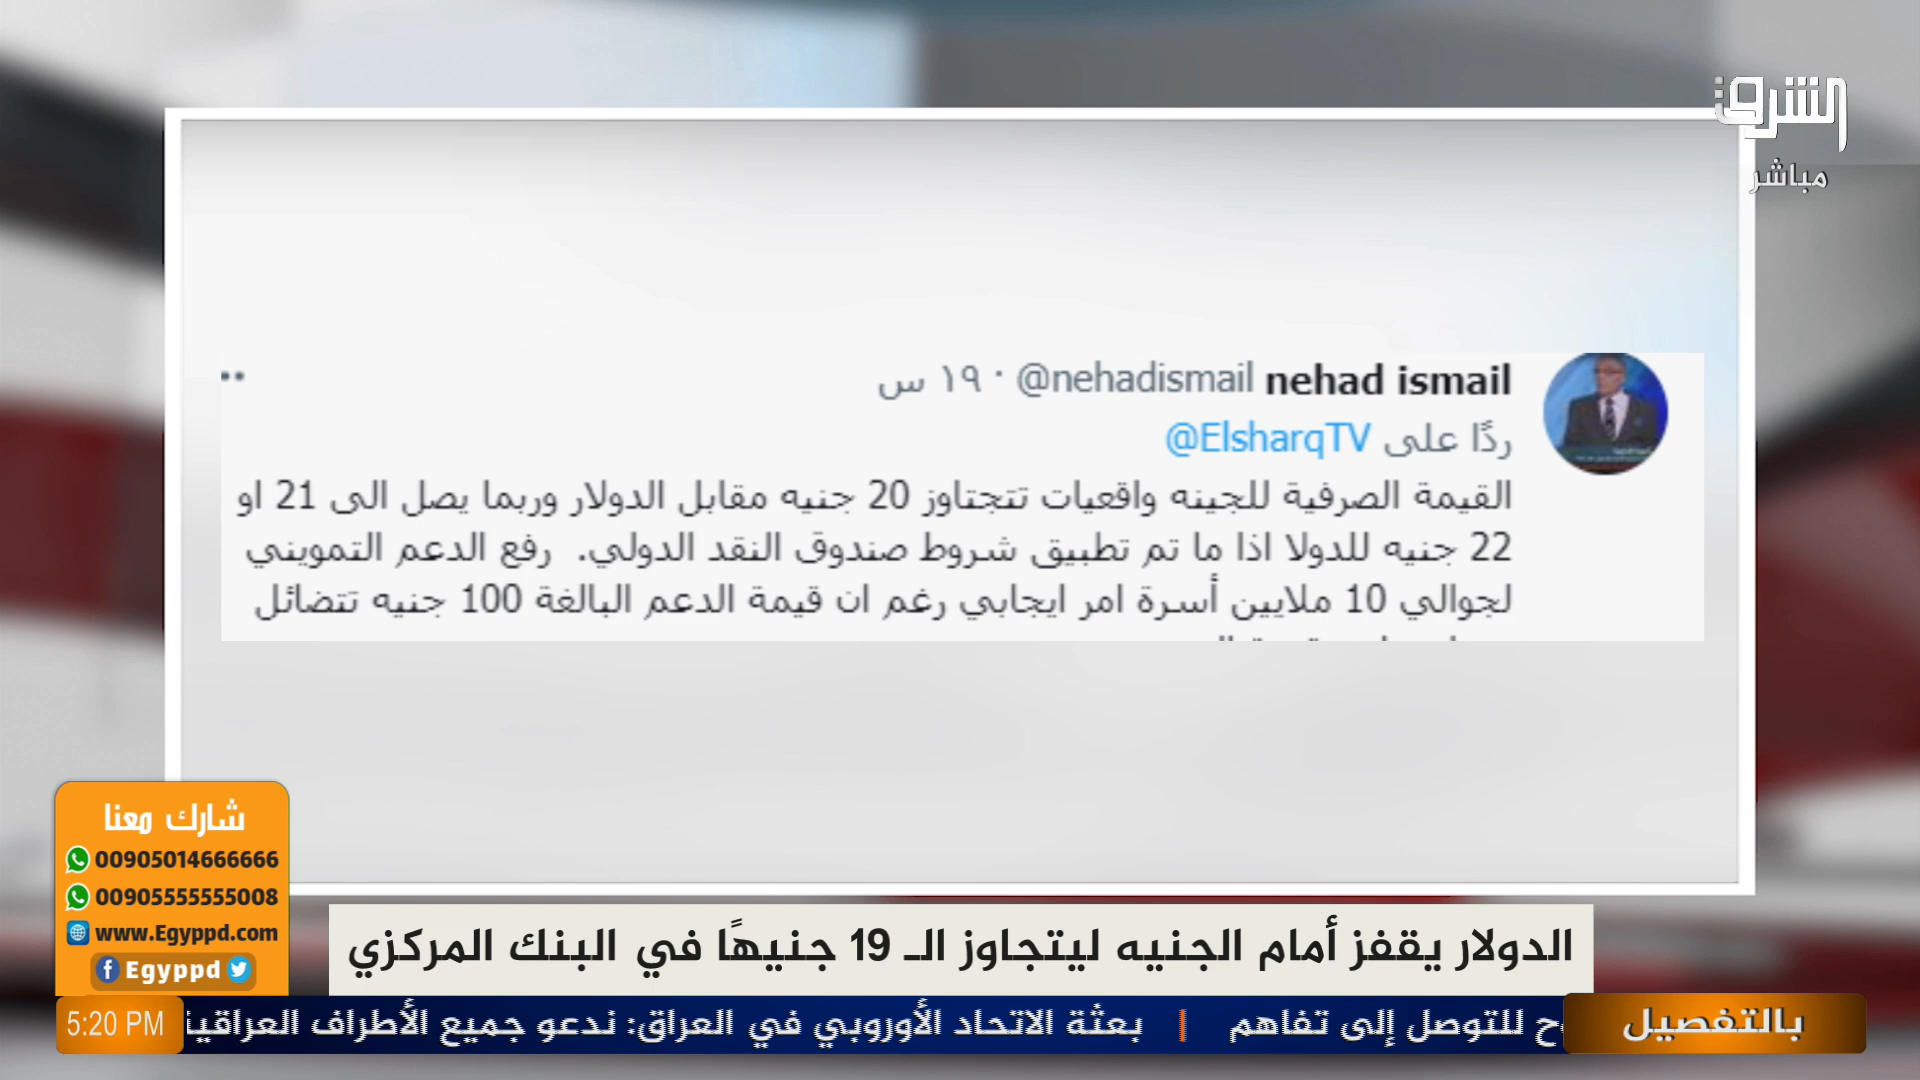 الشرق
مباشر
nehad ismail @nehadismail · ١٩ س
ردًا على @ElsharqTV
القيمة الصرفية للجينه واقعيات تتجتاوز 20 جنيه مقابل الدولار وربما يصل الى 21 او
22 جنيه للدولا اذا ما تم تطبيق شروط صندوق النقد الدولي. رفع الدعم التمويني
لجوالي 10 ملايين أسرة امر ايجابي رغم ان قيمة الدعم البالغة 100 جنيه تتضائل
شارك معنا
00905014666666
00905555555008
www.Egyppd.com
Egyppd
الدولار يقفز أمام الجنيه ليتجاوز الـ 19 جنيهًا في البنك المركزي
بالتفصيل
للتوصل إلى تفاهم | بعثة الاتحاد الأوروبي في العراق: ندعو جميع الأطراف
5:20 PM